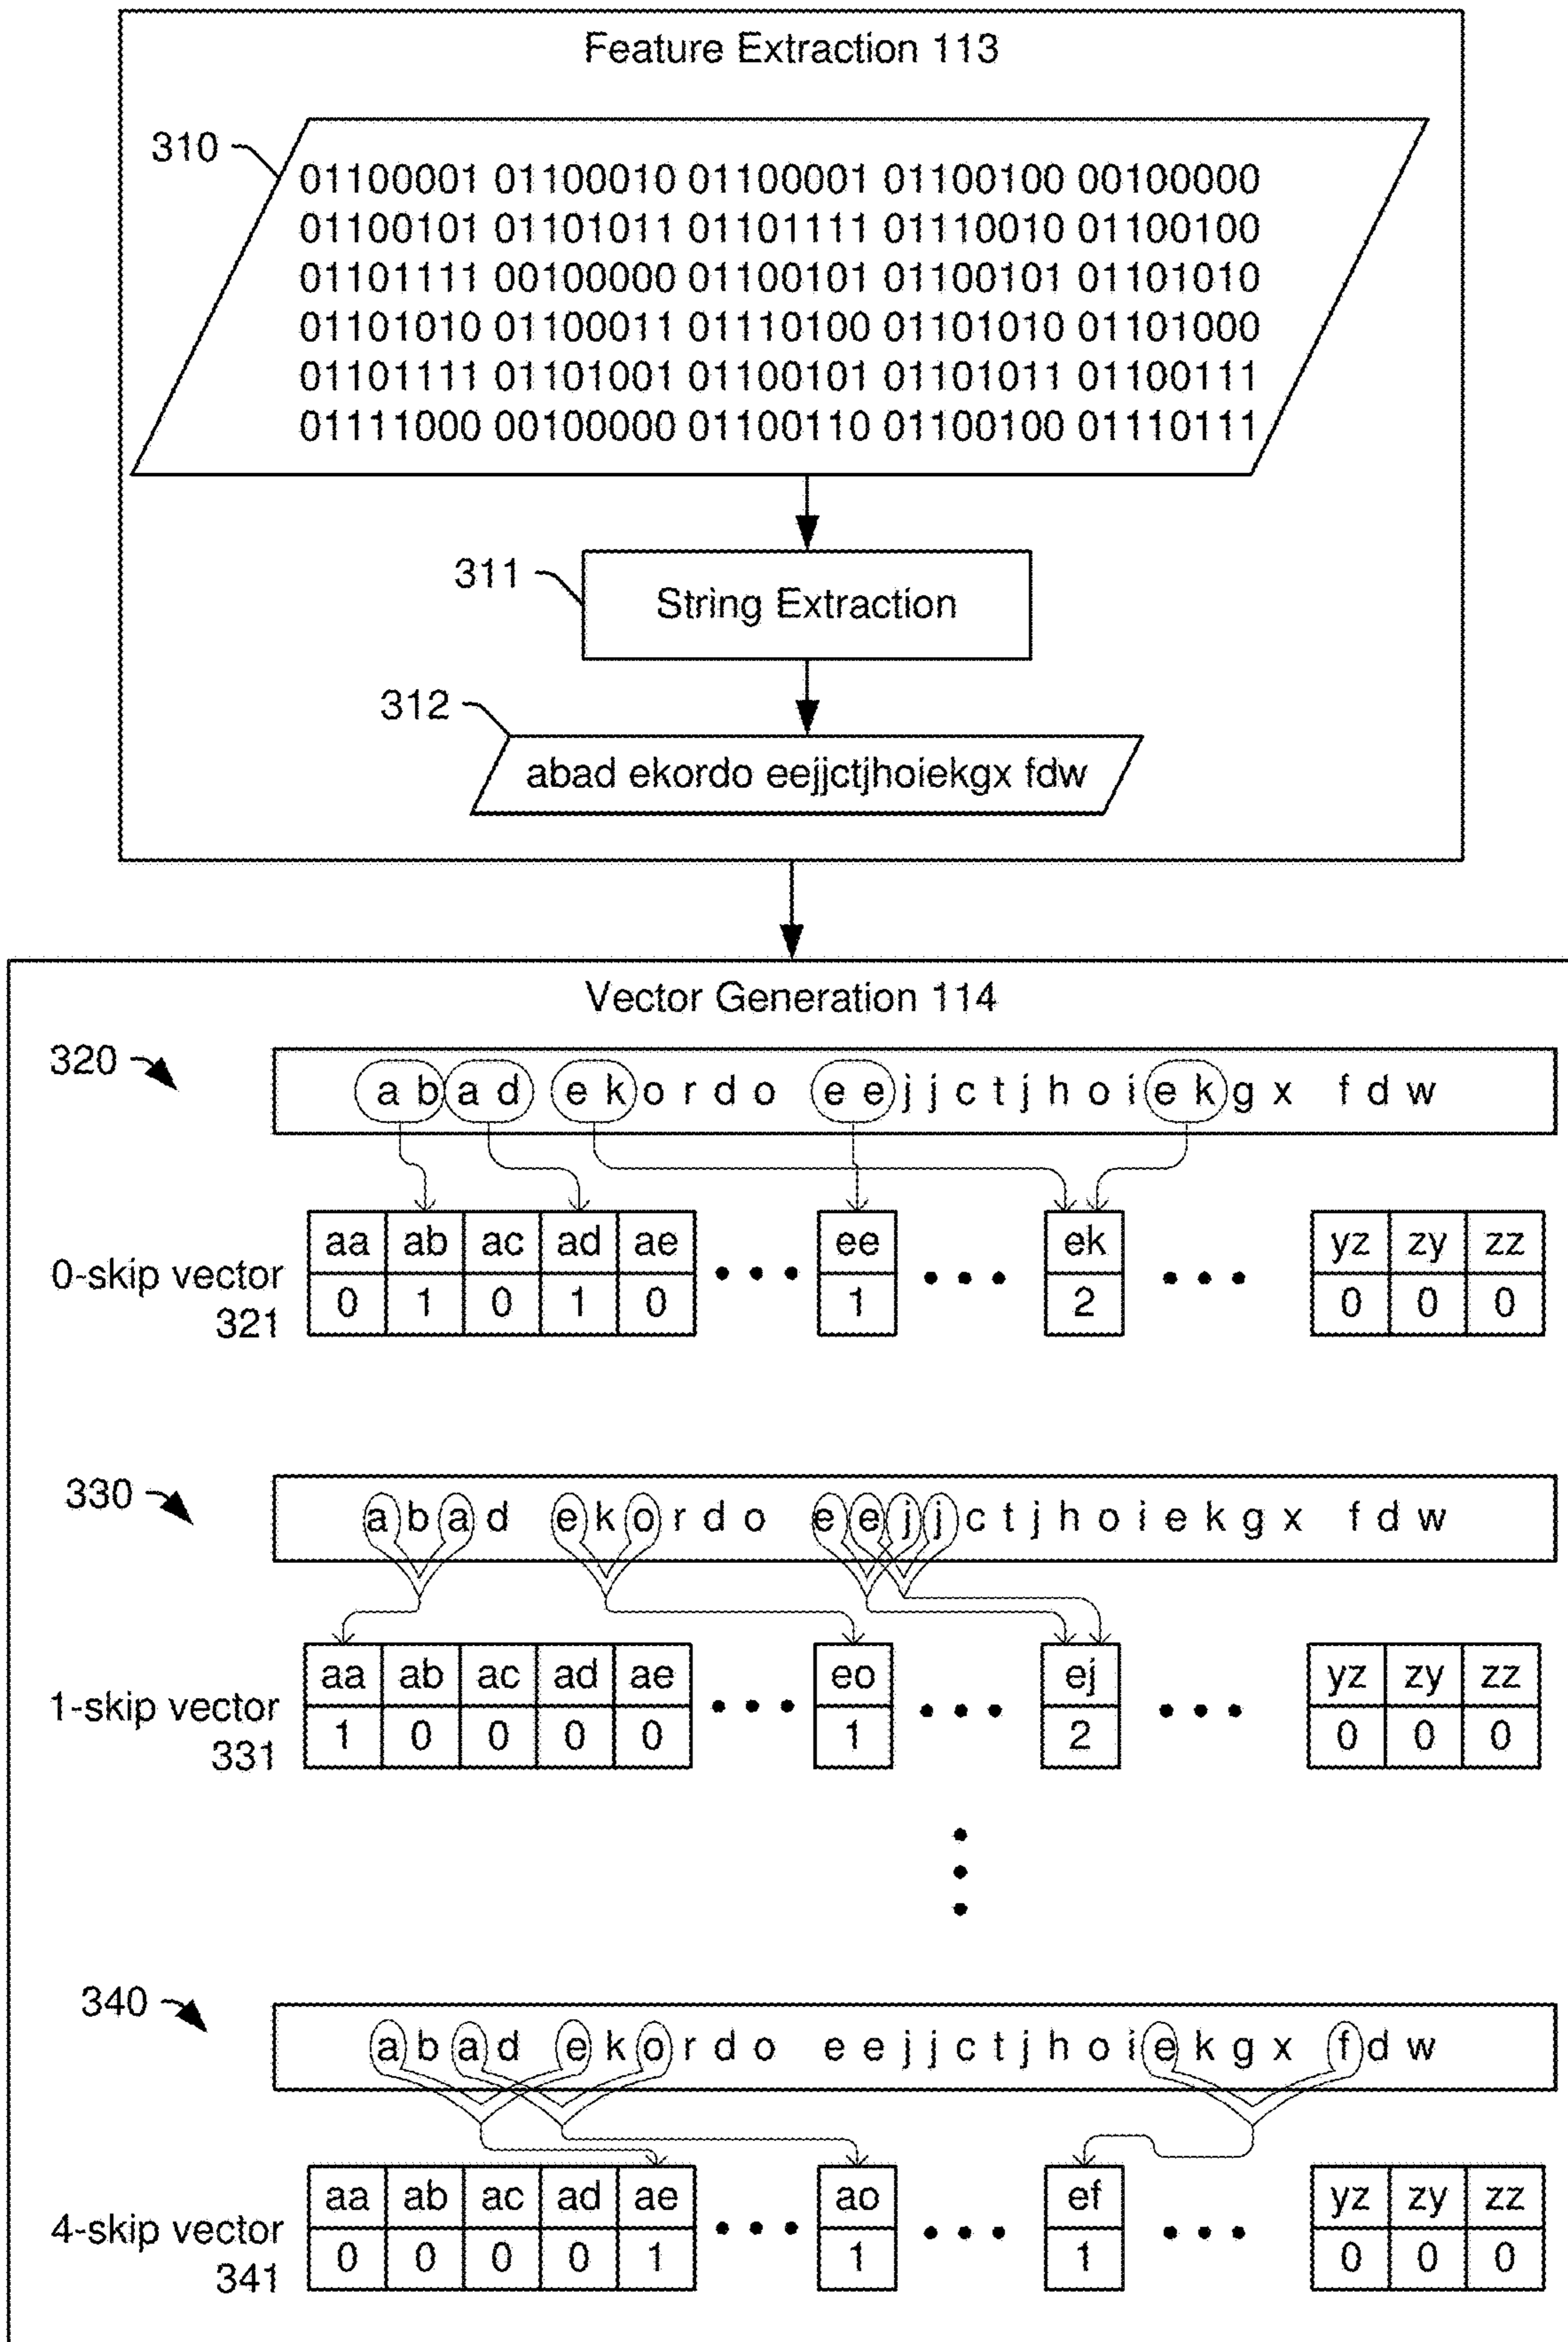 Feature Extraction 113
310
01100001 01100010 01100001 01100100 00100000
01100101 01101011 01101111 01110010 01100100
01101111 00100000 01100101 01100101 01101010
01101010 01100011 01110100 01101010 01101000
01101111 01101001 01100101 01101011 01100111
01111000 00100000 01100110 01100100 01110111
311
String Extraction
312
abad ekordo eejjctjhoiekgx fdw
Vector Generation 114
320
a b a d e k o r d o e e j j c t j h o i e k g x f d w
aa ab ac ad ae ee ek yz zy zz
0-skip vector
321
0 1 0 1 0 1 2 0 0 0
330
a b a d e k o r d o e e j j c t j h o i e k g x f d w
aa ab ac ad ae eo ej yz zy zz
1-skip vector
331
1 0 0 0 0 1 2 0 0 0
340
a b a d e k o r d o e e j j c t j h o i e k g x f d w
aa ab ac ad ae ao ef yz zy zz
4-skip vector
341
0 0 0 0 1 1 1 0 0 0